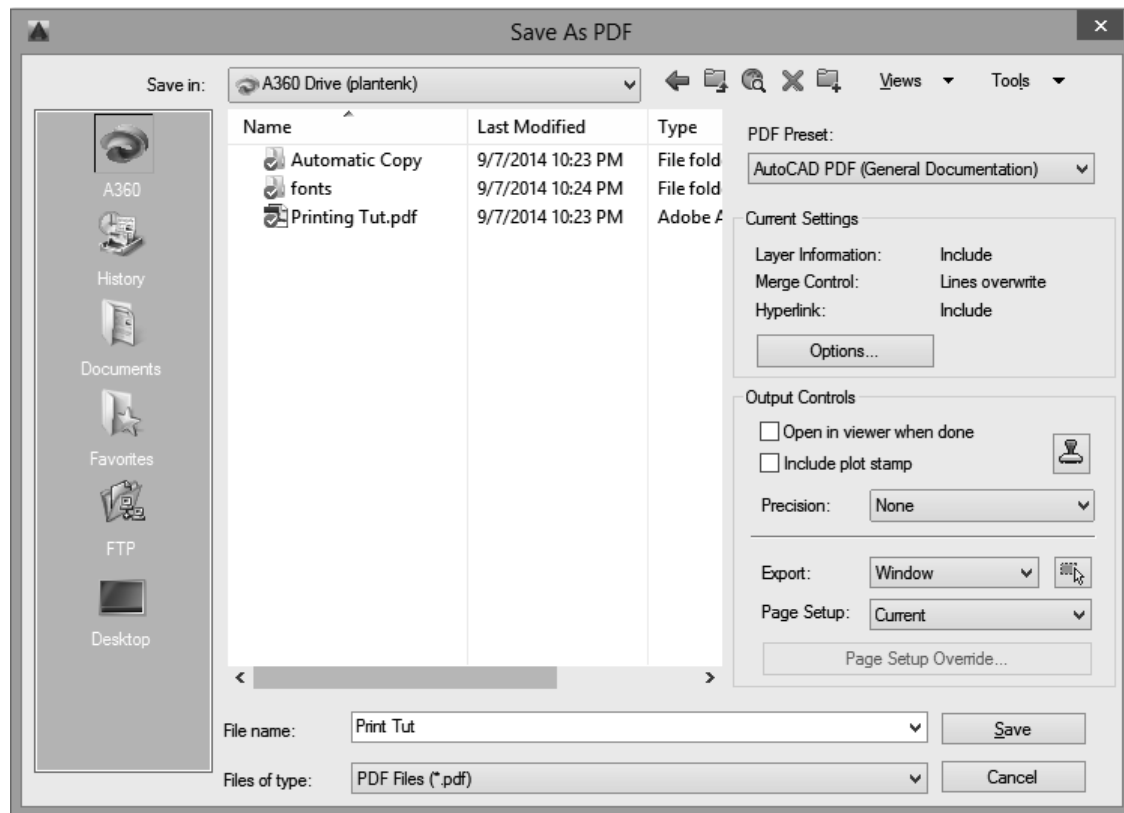 Save As PDF
Save in:
A360 Drive (plantenk)
Views
Tools
A360
History
Documents
Favorites
FTP
Desktop
Name Last Modified Type
Automatic Copy 9/7/2014 10:23 PM File fold
fonts 9/7/2014 10:24 PM File fold
Printing Tut.pdf 9/7/2014 10:23 PM Adobe A
PDF Preset:
AutoCAD PDF (General Documentation)
Current Settings
Layer Information: Include
Merge Control: Lines overwrite
Hyperlink: Include
Options...
Output Controls
Open in viewer when done
Include plot stamp
Precision: None
Export: Window
Page Setup: Current
Page Setup Override...
File name: Print Tut
Save
Files of type: PDF Files (*.pdf)
Cancel